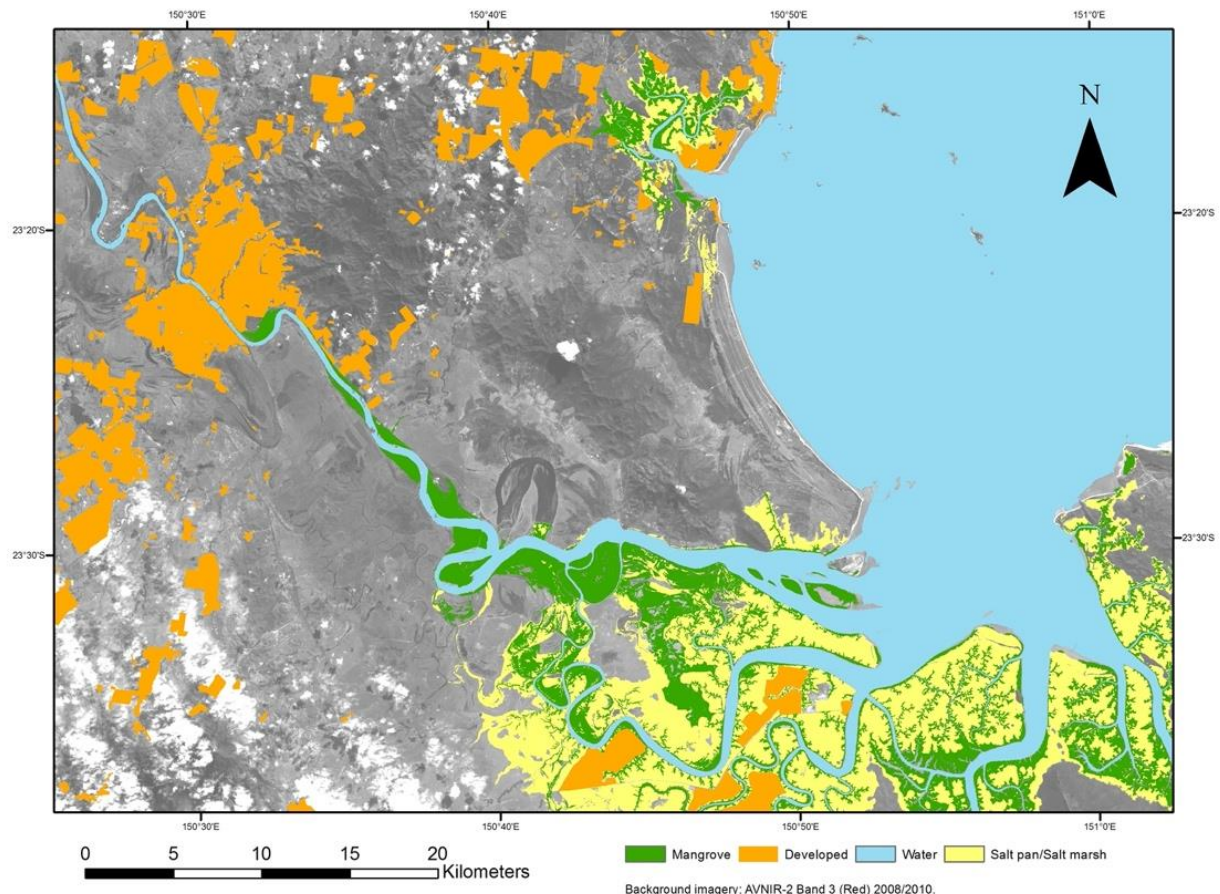 150°30'E 150°40'E 150°50'E 151°0'E
N
23°20'S 23°20'S
23°30'S 23°30'S
150°30'E 150°40'E 150°50'E 151°0'E
0 5 10 15 20
Kilometers
Mangrove Developed Water Salt pan/Salt marsh
Background imagery: AVNIR-2 Band 3 (Red) 2008/2010.